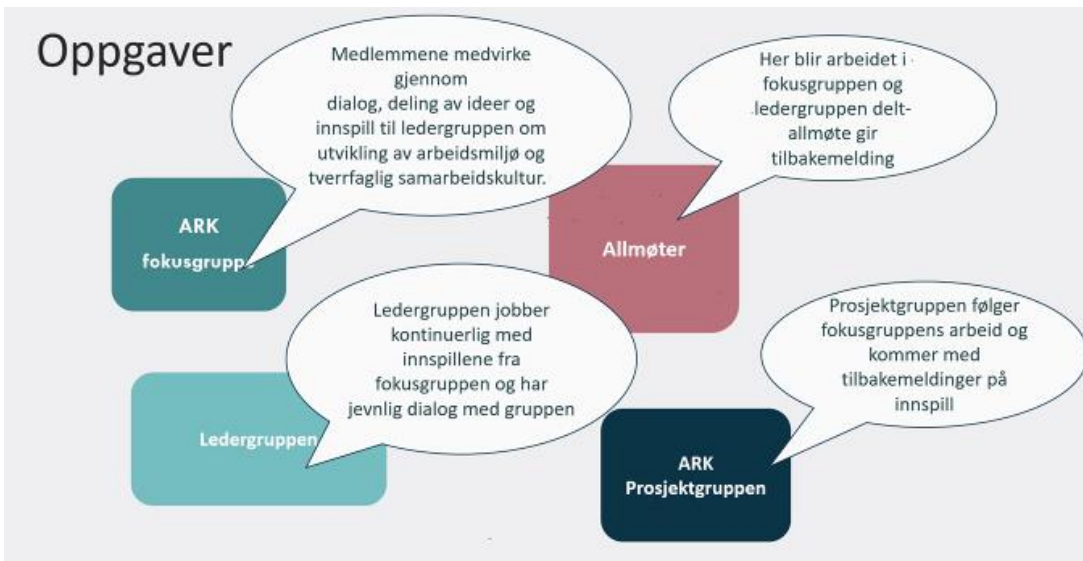 Oppgaver
Medlemmene medvirke
gjennom
dialog, deling av ideer og
innspill til ledergruppen om
utvikling av arbeidsmiljø og
tverrfaglig samarbeidskultur.
ARK
fokusgruppe
Her blir arbeidet i
fokusgruppen og
ledergruppen delt-
allmøte gir
tilbakemelding
Allmøter
Ledergruppen jobber
kontinuerlig med
innspillene fra
fokusgruppen og har
jevnlig dialog med gruppen
Ledergruppen
Prosjektgruppen følger
fokusgruppens arbeid og
kommer med
tilbakemeldinger på
innspill
ARK
Prosjektgruppen